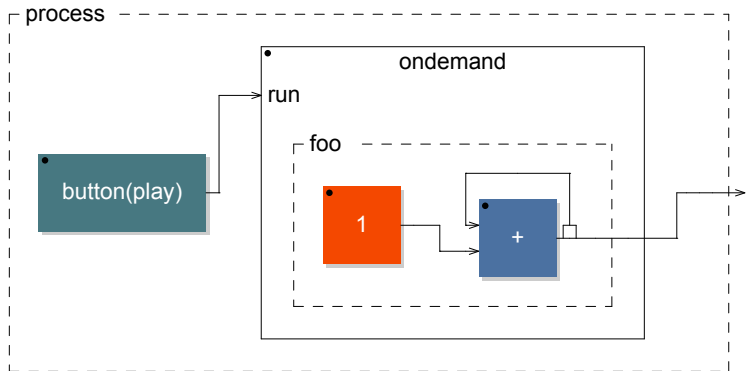 process
ondemand
run
foo
button(play)
1
+